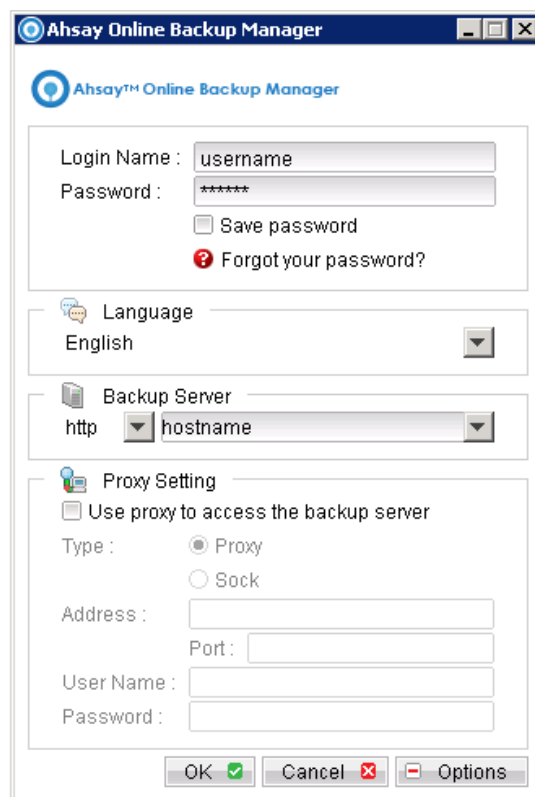 Ahsay Online Backup Manager
Ahsay™ Online Backup Manager
Login Name : username
Password : ******
Save password
Forgot your password?
Language
English
Backup Server
http hostname
Proxy Setting
Use proxy to access the backup server
Type : Proxy
Sock
Address :
Port :
User Name :
Password :
OK Cancel Options